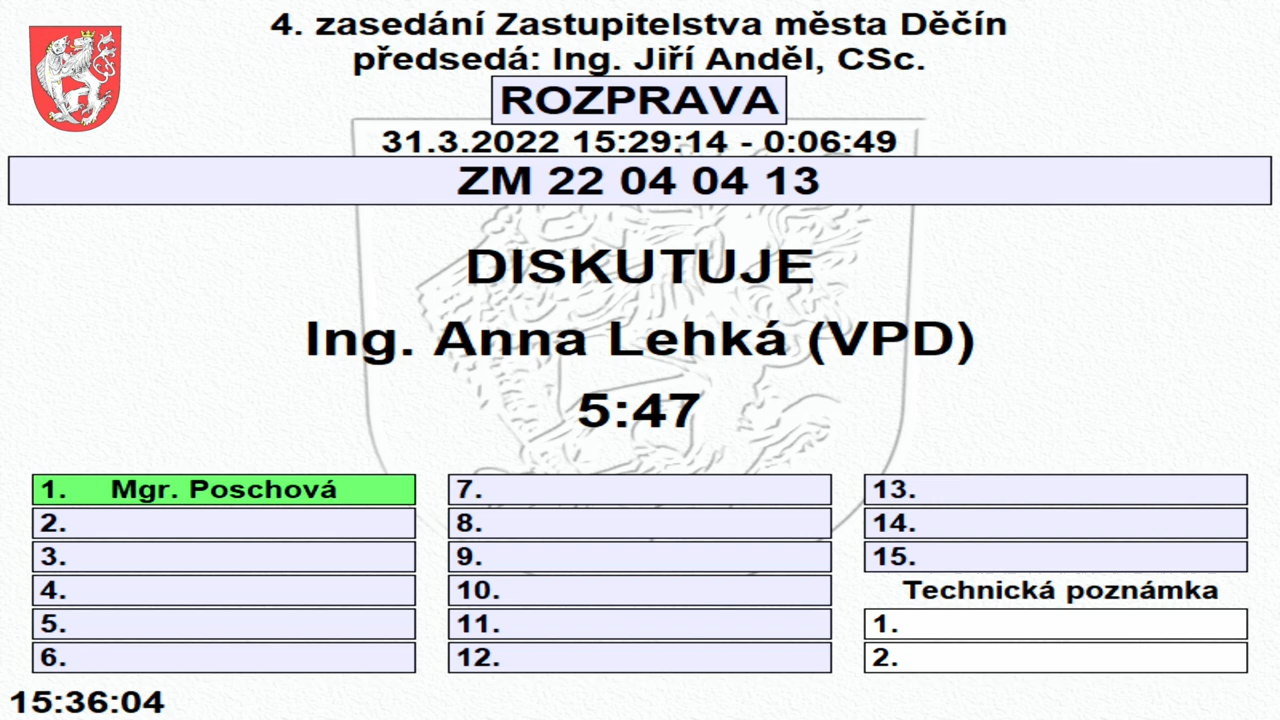 4. zasedání Zastupitelstva města Děčín
předsedá: Ing. Jiří Anděl, CSc.
ROZPRAVA
31.3.2022 15:29:14 - 0:06:49
ZM 22 04 04 13
DISKUTUJE
Ing. Anna Lehká (VPD)
5:47
1. Mgr. Poschová
2.
3.
4.
5.
6.
7.
8.
9.
10.
11.
12.
13.
14.
15.
Technická poznámka
1.
2.
15:36:04